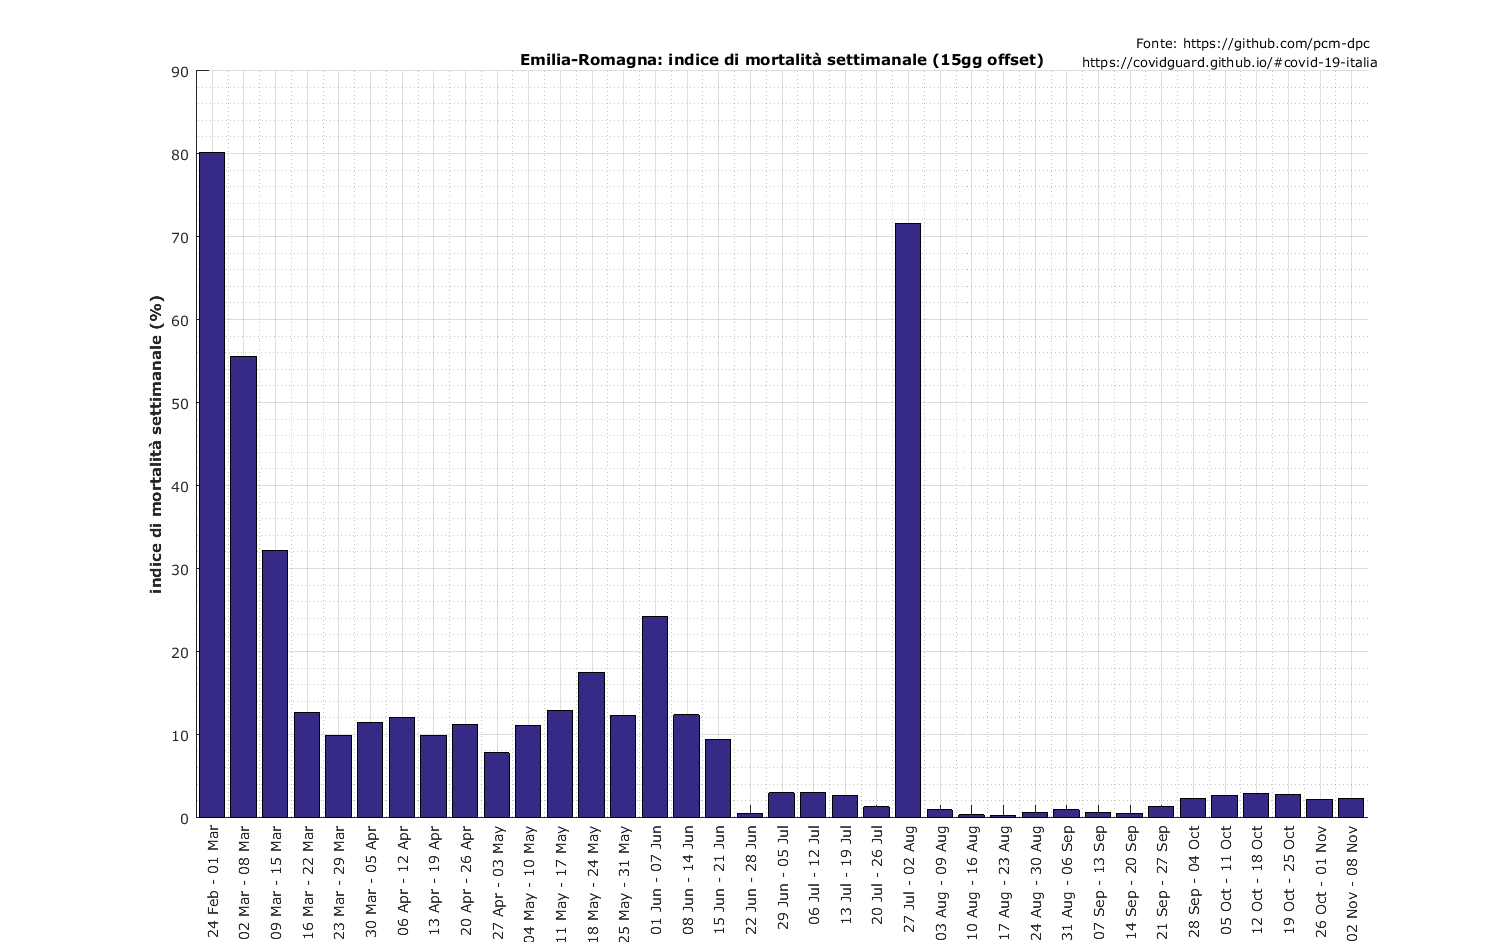 Fonte: https://github.com/pcm-dpc
Emilia-Romagna: indice di mortalità settimanale (15gg offset)
https://covidguard.github.io/#covid-19-italia
indice di mortalità settimanale (%)
90
80
70
60
50
40
30
20
10
0
24 Feb - 01 Mar
02 Mar - 08 Mar
09 Mar - 15 Mar
16 Mar - 22 Mar
23 Mar - 29 Mar
30 Mar - 05 Apr
06 Apr - 12 Apr
13 Apr - 19 Apr
20 Apr - 26 Apr
27 Apr - 03 May
04 May - 10 May
11 May - 17 May
18 May - 24 May
25 May - 31 May
01 Jun - 07 Jun
08 Jun - 14 Jun
15 Jun - 21 Jun
22 Jun - 28 Jun
29 Jun - 05 Jul
06 Jul - 12 Jul
13 Jul - 19 Jul
20 Jul - 26 Jul
27 Jul - 02 Aug
03 Aug - 09 Aug
10 Aug - 16 Aug
17 Aug - 23 Aug
24 Aug - 30 Aug
31 Aug - 06 Sep
07 Sep - 13 Sep
14 Sep - 20 Sep
21 Sep - 27 Sep
28 Sep - 04 Oct
05 Oct - 11 Oct
12 Oct - 18 Oct
19 Oct - 25 Oct
26 Oct - 01 Nov
02 Nov - 08 Nov